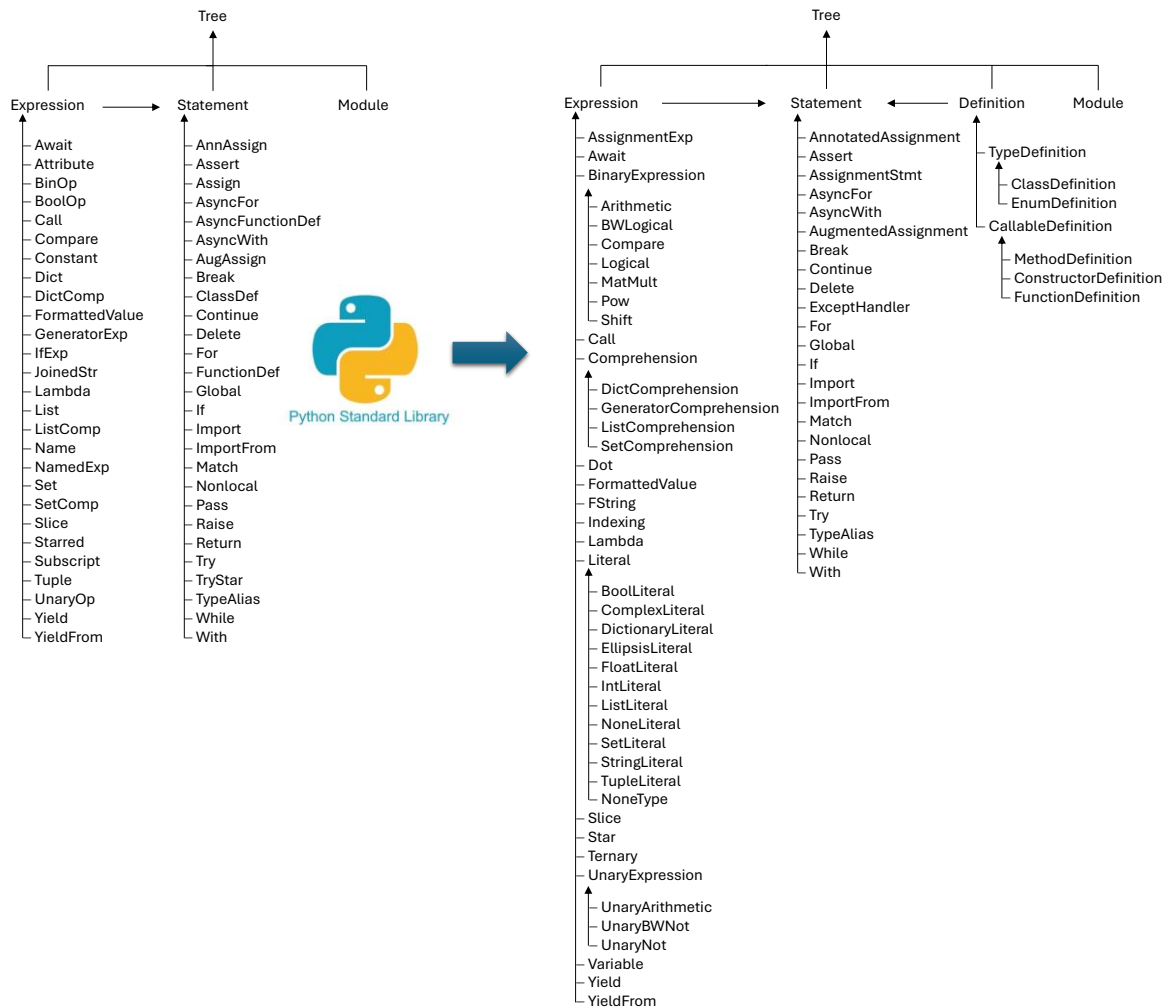 Tree
Expression
Statement
Module
Await
Attribute
BinOp
BoolOp
Call
Compare
Constant
Dict
DictComp
FormattedValue
GeneratorExp
IfExp
JoinedStr
Lambda
List
ListComp
Name
NamedExp
Set
SetComp
Slice
Starred
Subscript
Tuple
UnaryOp
Yield
YieldFrom
AnnAssign
Assert
Assign
AsyncFor
AsyncFunctionDef
AsyncWith
AugAssign
Break
ClassDef
Continue
Delete
For
FunctionDef
Global
If
Import
ImportFrom
Match
Nonlocal
Pass
Raise
Return
Try
TryStar
TypeAlias
While
With
Python Standard Library
Tree
Expression
Statement
Definition
Module
AssignmentExp
Await
BinaryExpression
Arithmetic
BWLogical
Compare
Logical
MatMult
Pow
Shift
Call
Comprehension
DictComprehension
GeneratorComprehension
ListComprehension
SetComprehension
Dot
FormattedValue
FString
Indexing
Lambda
Literal
BoolLiteral
ComplexLiteral
DictionaryLiteral
EllipsisLiteral
FloatLiteral
IntLiteral
ListLiteral
NoneLiteral
SetLiteral
StringLiteral
TupleLiteral
NoneType
Slice
Star
Ternary
UnaryExpression
UnaryArithmetic
UnaryBWNot
UnaryNot
Variable
Yield
YieldFrom
AnnotatedAssignment
Assert
AssignmentStmt
AsyncFor
AsyncWith
AugmentedAssignment
Break
Continue
Delete
ExceptHandler
For
Global
If
Import
ImportFrom
Match
Nonlocal
Pass
Raise
Return
Try
TypeAlias
While
With
TypeDefinition
ClassDefinition
EnumDefinition
CallableDefinition
MethodDefinition
ConstructorDefinition
FunctionDefinition